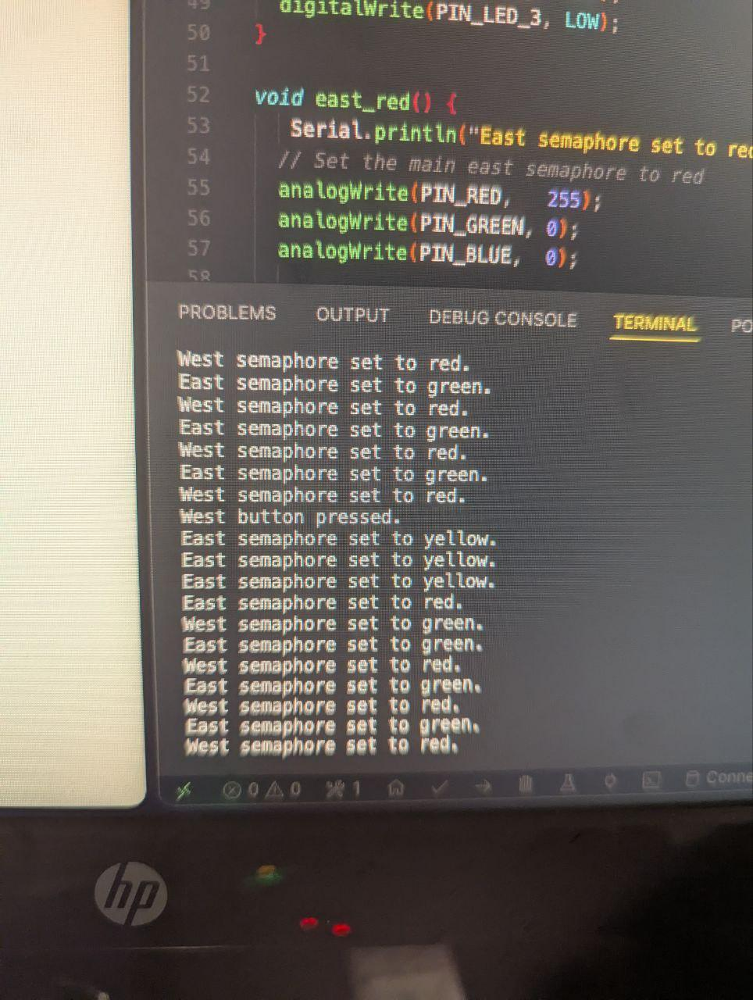 49 digitalWrite(PIN_LED_3, LOW);
50 }
51
52 void east_red() {
53 Serial.println("East semaphore set to red
54 // Set the main east semaphore to red
55 analogWrite(PIN_RED, 255);
56 analogWrite(PIN_GREEN, 0);
57 analogWrite(PIN_BLUE, 0);
58
PROBLEMS OUTPUT DEBUG CONSOLE TERMINAL
West semaphore set to red.
East semaphore set to green.
West semaphore set to red.
East semaphore set to green.
West semaphore set to red.
East semaphore set to green.
West semaphore set to red.
West button pressed.
East semaphore set to yellow.
East semaphore set to yellow.
East semaphore set to yellow.
East semaphore set to red.
West semaphore set to green.
East semaphore set to green.
West semaphore set to red.
East semaphore set to green.
West semaphore set to red.
East semaphore set to green.
West semaphore set to red.
0 0 1 Conne
hp